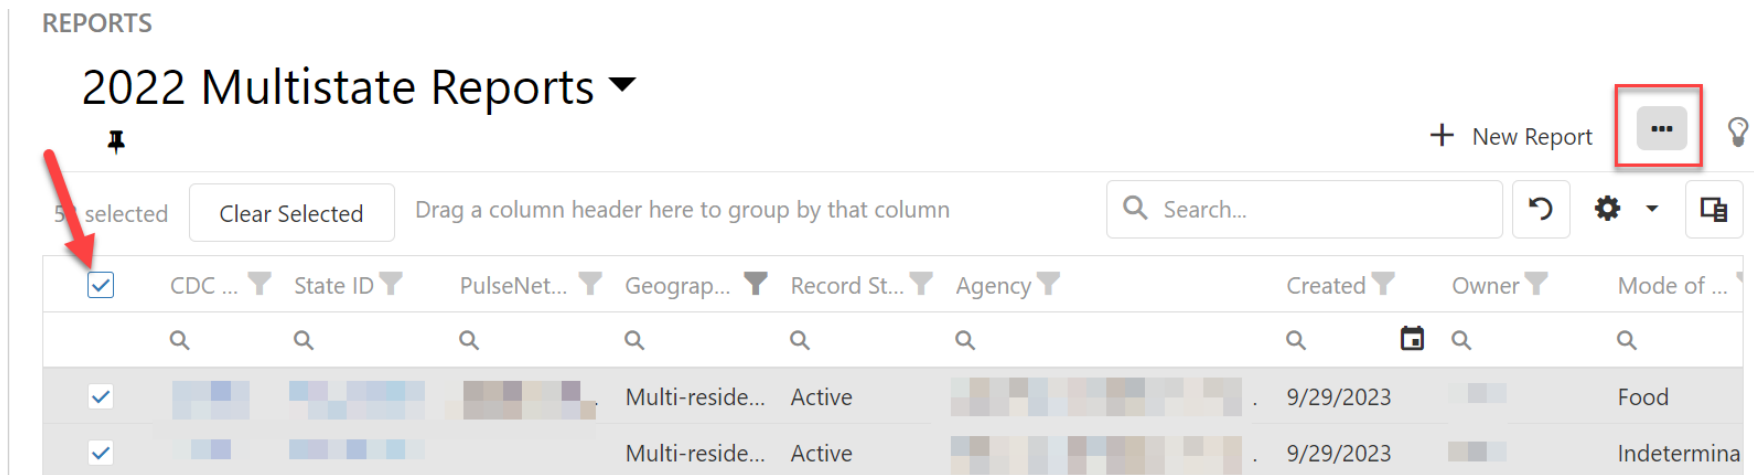 REPORTS
2022 Multistate Reports
New Report
selected
Clear Selected
Drag a column header here to group by that column
Search...
CDC ... State ID PulseNet... Geograp... Record St... Agency Created Owner Mode of ...
Multi-reside... Active . 9/29/2023 Food
Multi-reside... Active . 9/29/2023 Indetermina